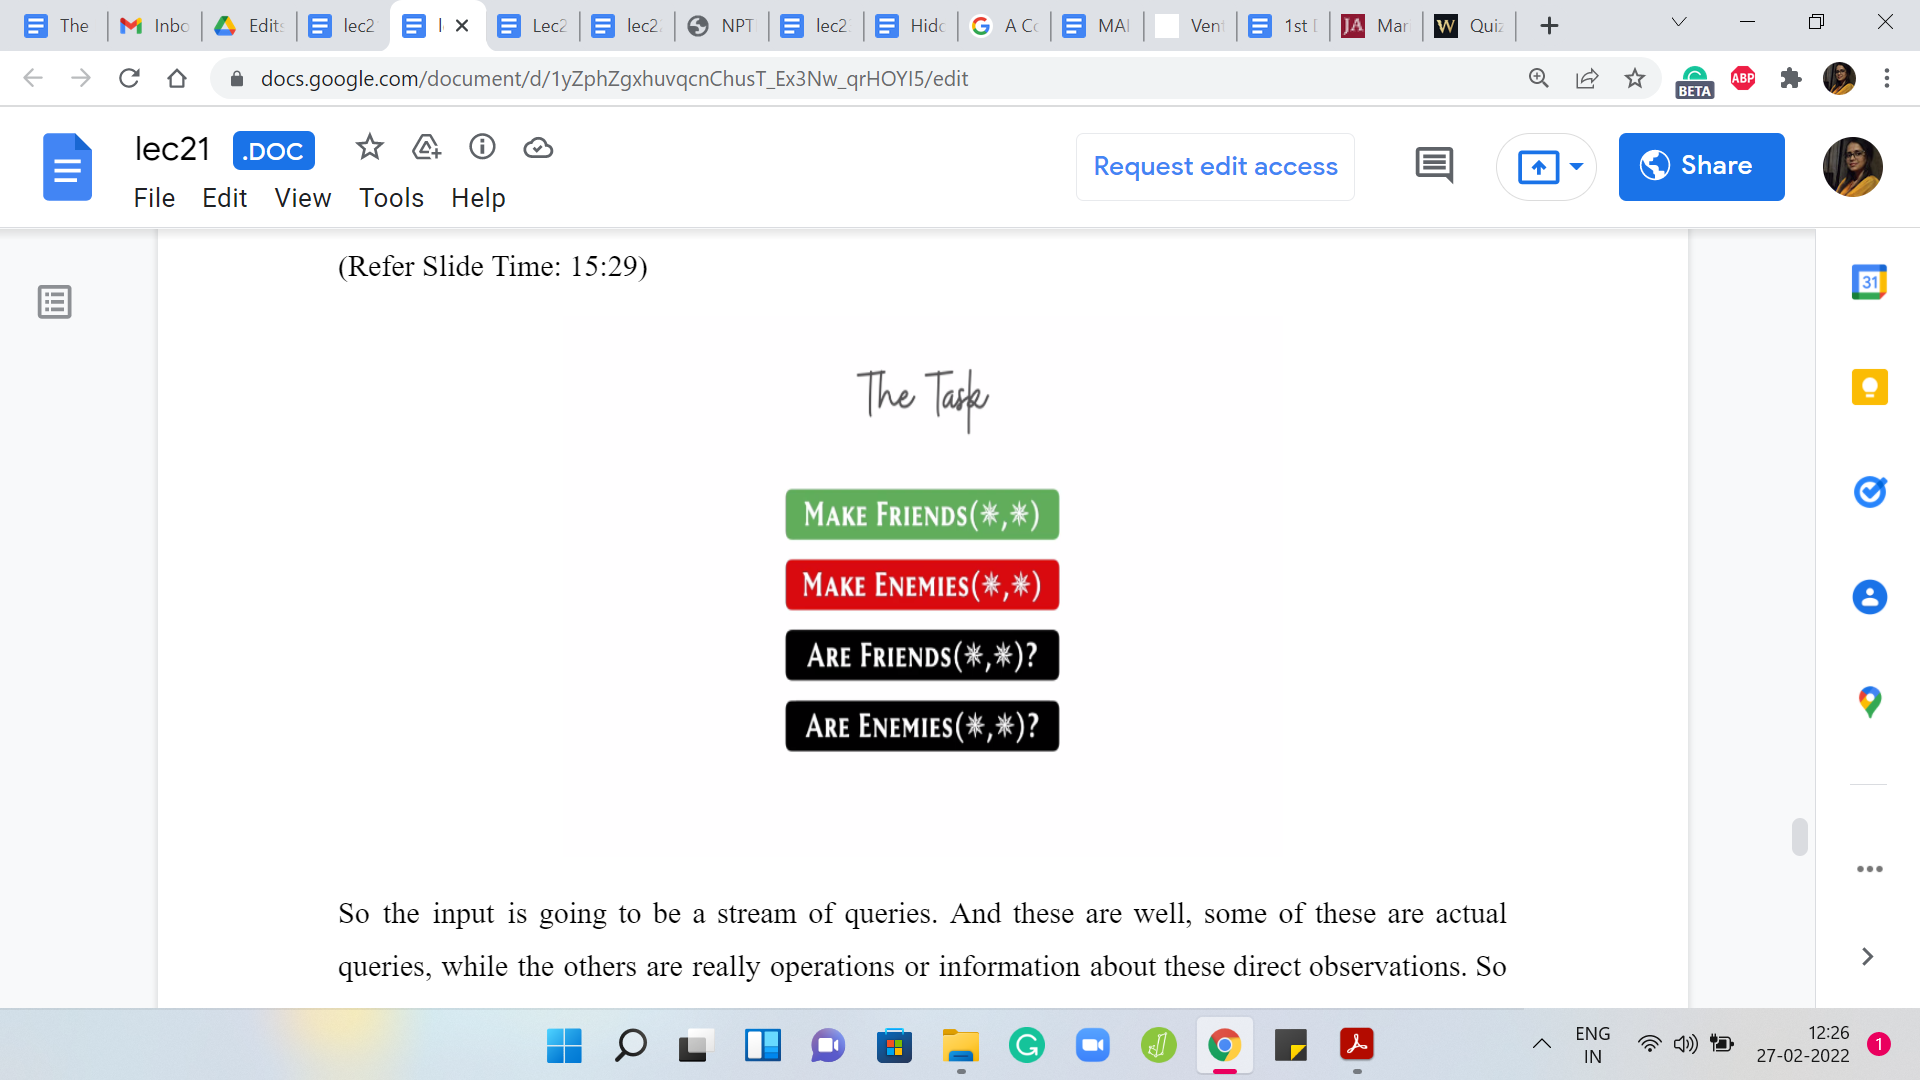 The
Inbo
Edits
lec2
l
Lec2
lec2
NPT
lec2
Hidd
A Co
MAI
Vent
1st
Mari
Quiz
docs.google.com/document/d/1yZphZgxhuvqcnChusT_Ex3Nw_qrHOYI5/edit
ABP
BETA
lec21 .DOC
Request edit access
Share
File Edit View Tools Help
31
(Refer Slide Time: 15:29)
The Task
MAKE FRIENDS(*,*)
MAKE ENEMIES(*,*)
ARE FRIENDS(*,*)?
ARE ENEMIES(*,*)?
So the input is going to be a stream of queries. And these are well, some of these are actual
queries, while the others are really operations or information about these direct observations. So
ENG
IN
12:26
27-02-2022
1